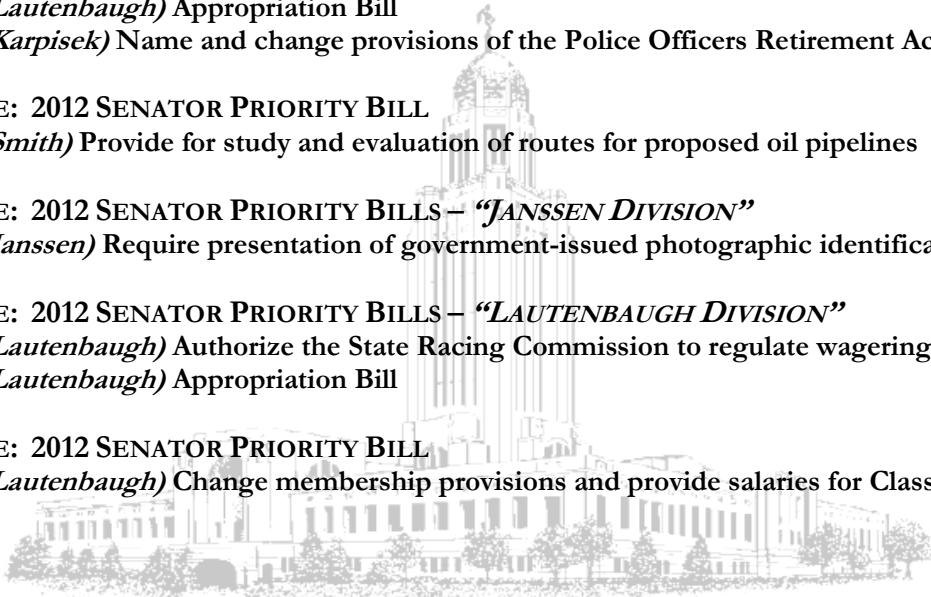 Lautenbaugh) Appropriation Bill
Karpisek) Name and change provisions of the Police Officers Retirement Ac
E: 2012 SENATOR PRIORITY BILL
Smith) Provide for study and evaluation of routes for proposed oil pipelines
E: 2012 SENATOR PRIORITY BILLS – “JANSSEN DIVISION”
Janssen) Require presentation of government-issued photographic identifica
E: 2012 SENATOR PRIORITY BILLS – “LAUTENBAUGH DIVISION”
Lautenbaugh) Authorize the State Racing Commission to regulate wagering
Lautenbaugh) Appropriation Bill
E: 2012 SENATOR PRIORITY BILL
Lautenbaugh) Change membership provisions and provide salaries for Class